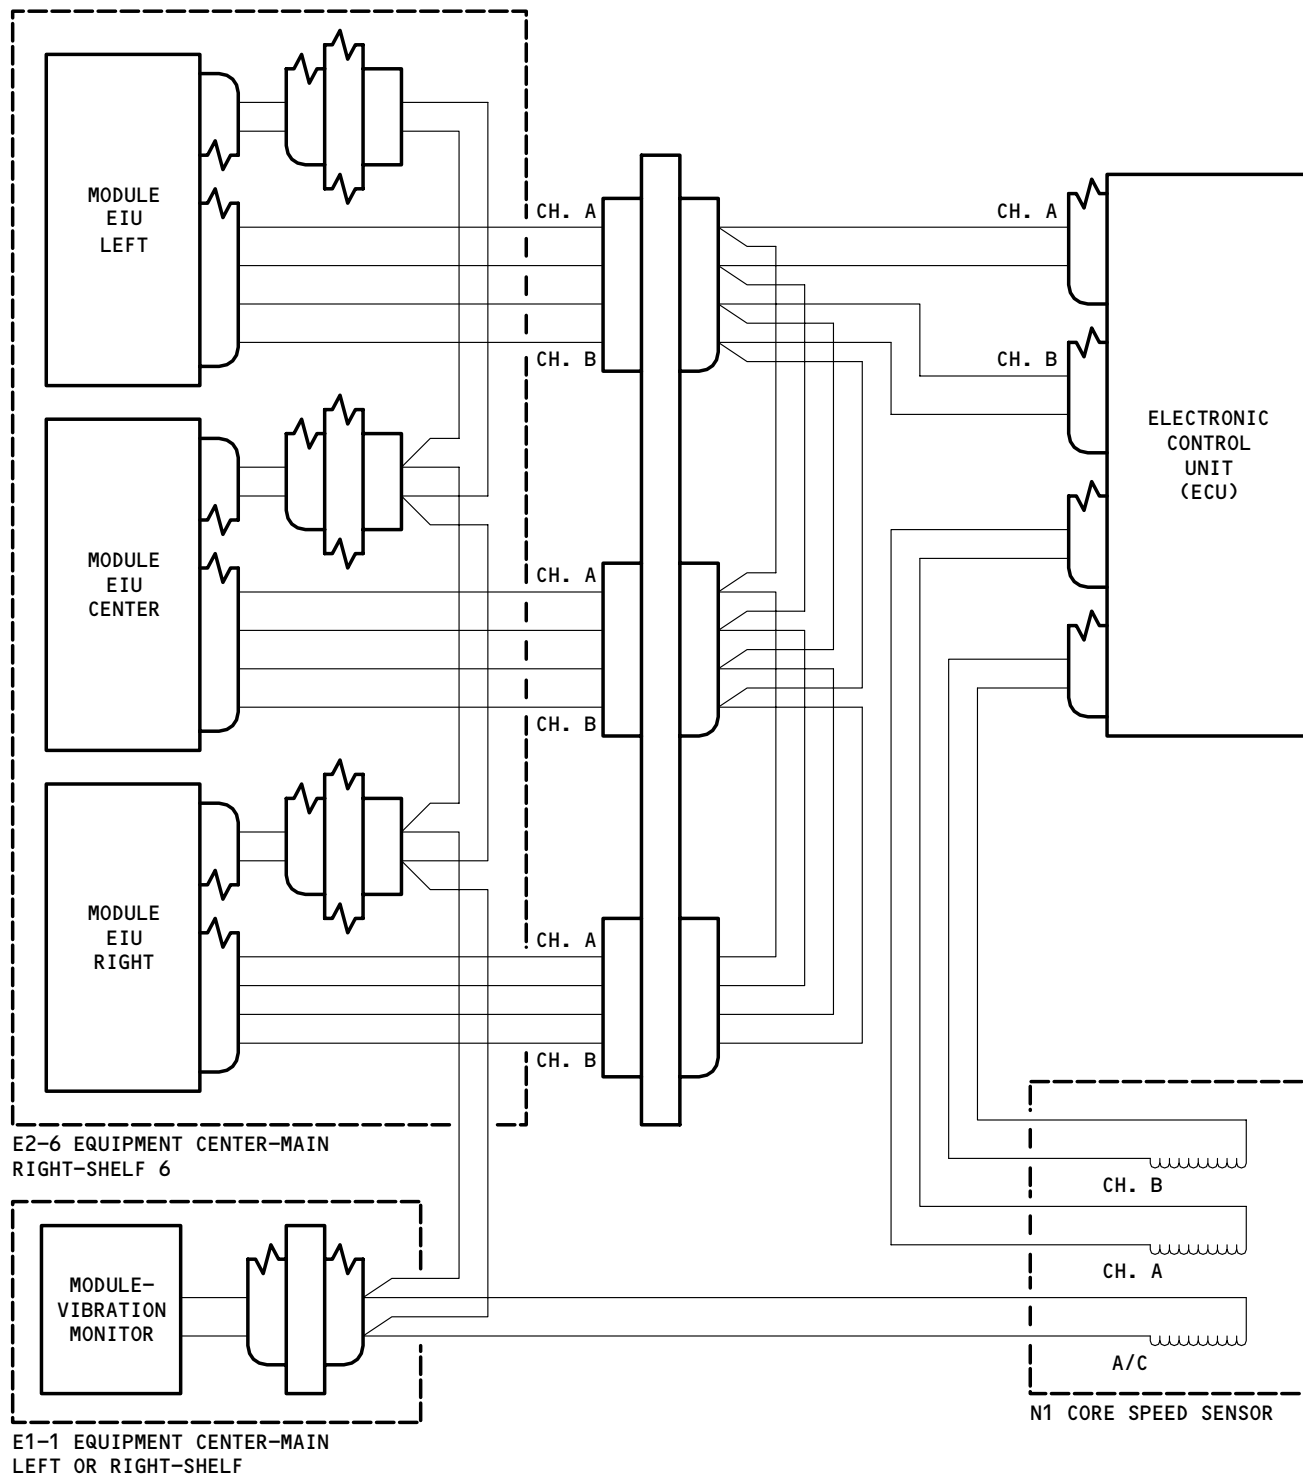 MODULE
EIU
LEFT
CH. A
CH. B
CH. A
CH. B
ELECTRONIC
CONTROL
UNIT
(ECU)
MODULE
EIU
CENTER
CH. A
CH. B
MODULE
EIU
RIGHT
CH. A
CH. B
E2-6 EQUIPMENT CENTER-MAIN
RIGHT-SHELF 6
MODULE-
VIBRATION
MONITOR
E1-1 EQUIPMENT CENTER-MAIN
LEFT OR RIGHT-SHELF
CH. B
CH. A
A/C
N1 CORE SPEED SENSOR